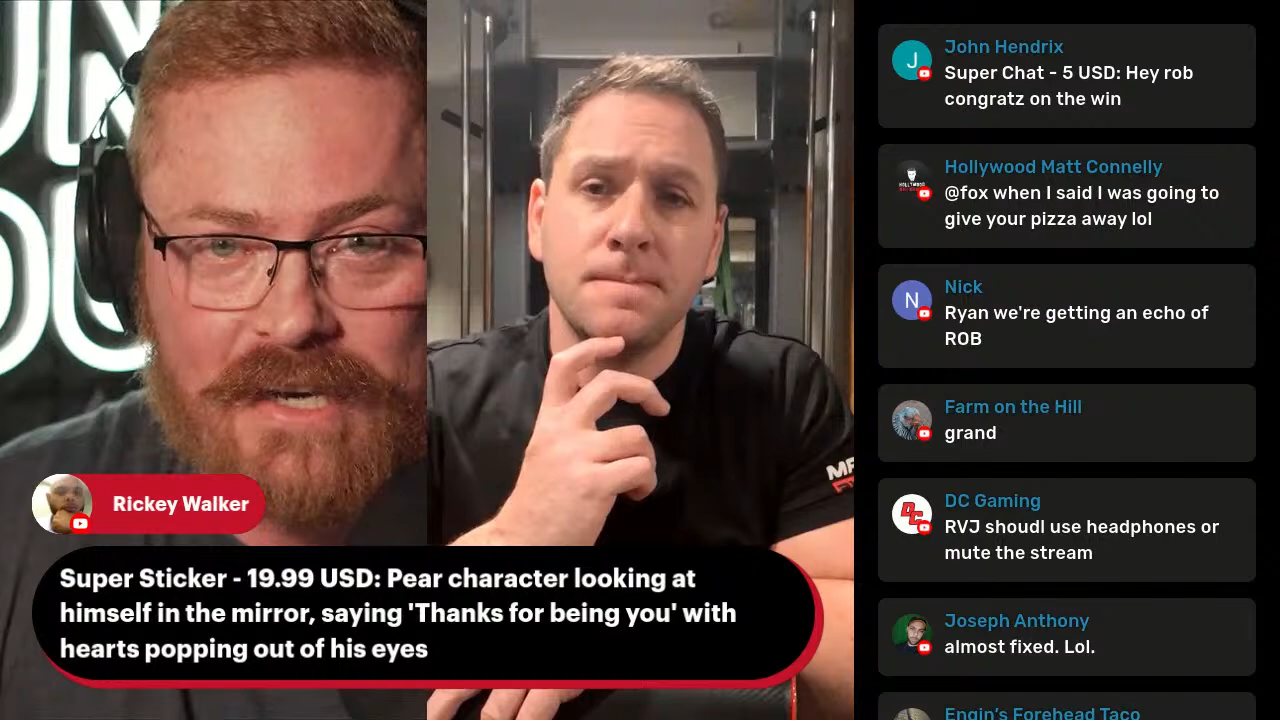 Rickey Walker
Super Sticker - 19.99 USD: Pear character looking at
himself in the mirror, saying 'Thanks for being you' with
hearts popping out of his eyes
J
John Hendrix
Super Chat - 5 USD: Hey rob
congratz on the win
Hollywood Matt Connelly
@fox when I said I was going to
give your pizza away lol
N
Nick
Ryan we're getting an echo of
ROB
Farm on the Hill
grand
DC
DC Gaming
RVJ shoudl use headphones or
mute the stream
Joseph Anthony
almost fixed. Lol.
Engin's Forehead Taco